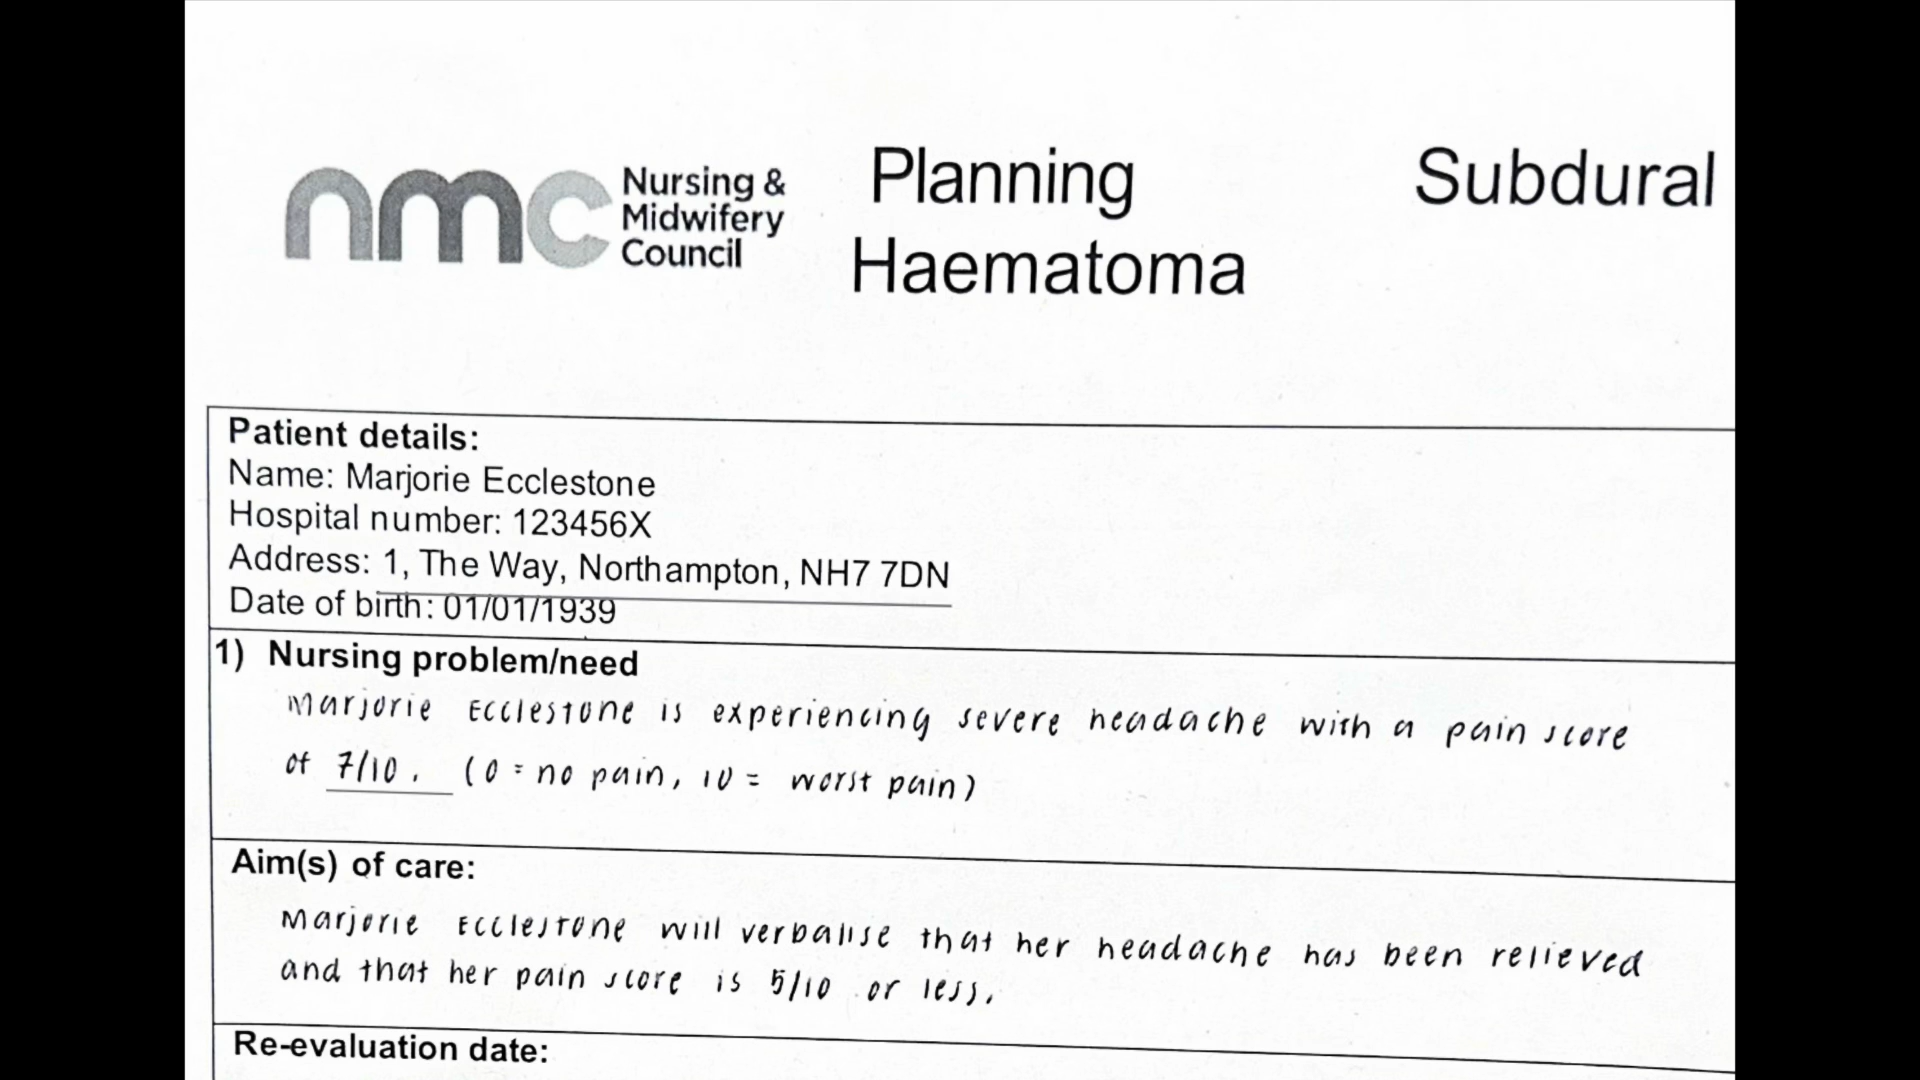 nmc Nursing & Midwifery Council
Planning Subdural
Haematoma
Patient details:
Name: Marjorie Ecclestone
Hospital number: 123456X
Address: 1, The Way, Northampton, NH7 7DN
Date of birth: 01/01/1939
1) Nursing problem/need
Marjorie Ecclestone is experiencing severe headache with a pain score
of 7/10. (0 = no pain, 10 = worst pain)
Aim(s) of care:
Marjorie Ecclestone will verbalise that her headache has been relieved
and that her pain score is 5/10 or less.
Re-evaluation date: